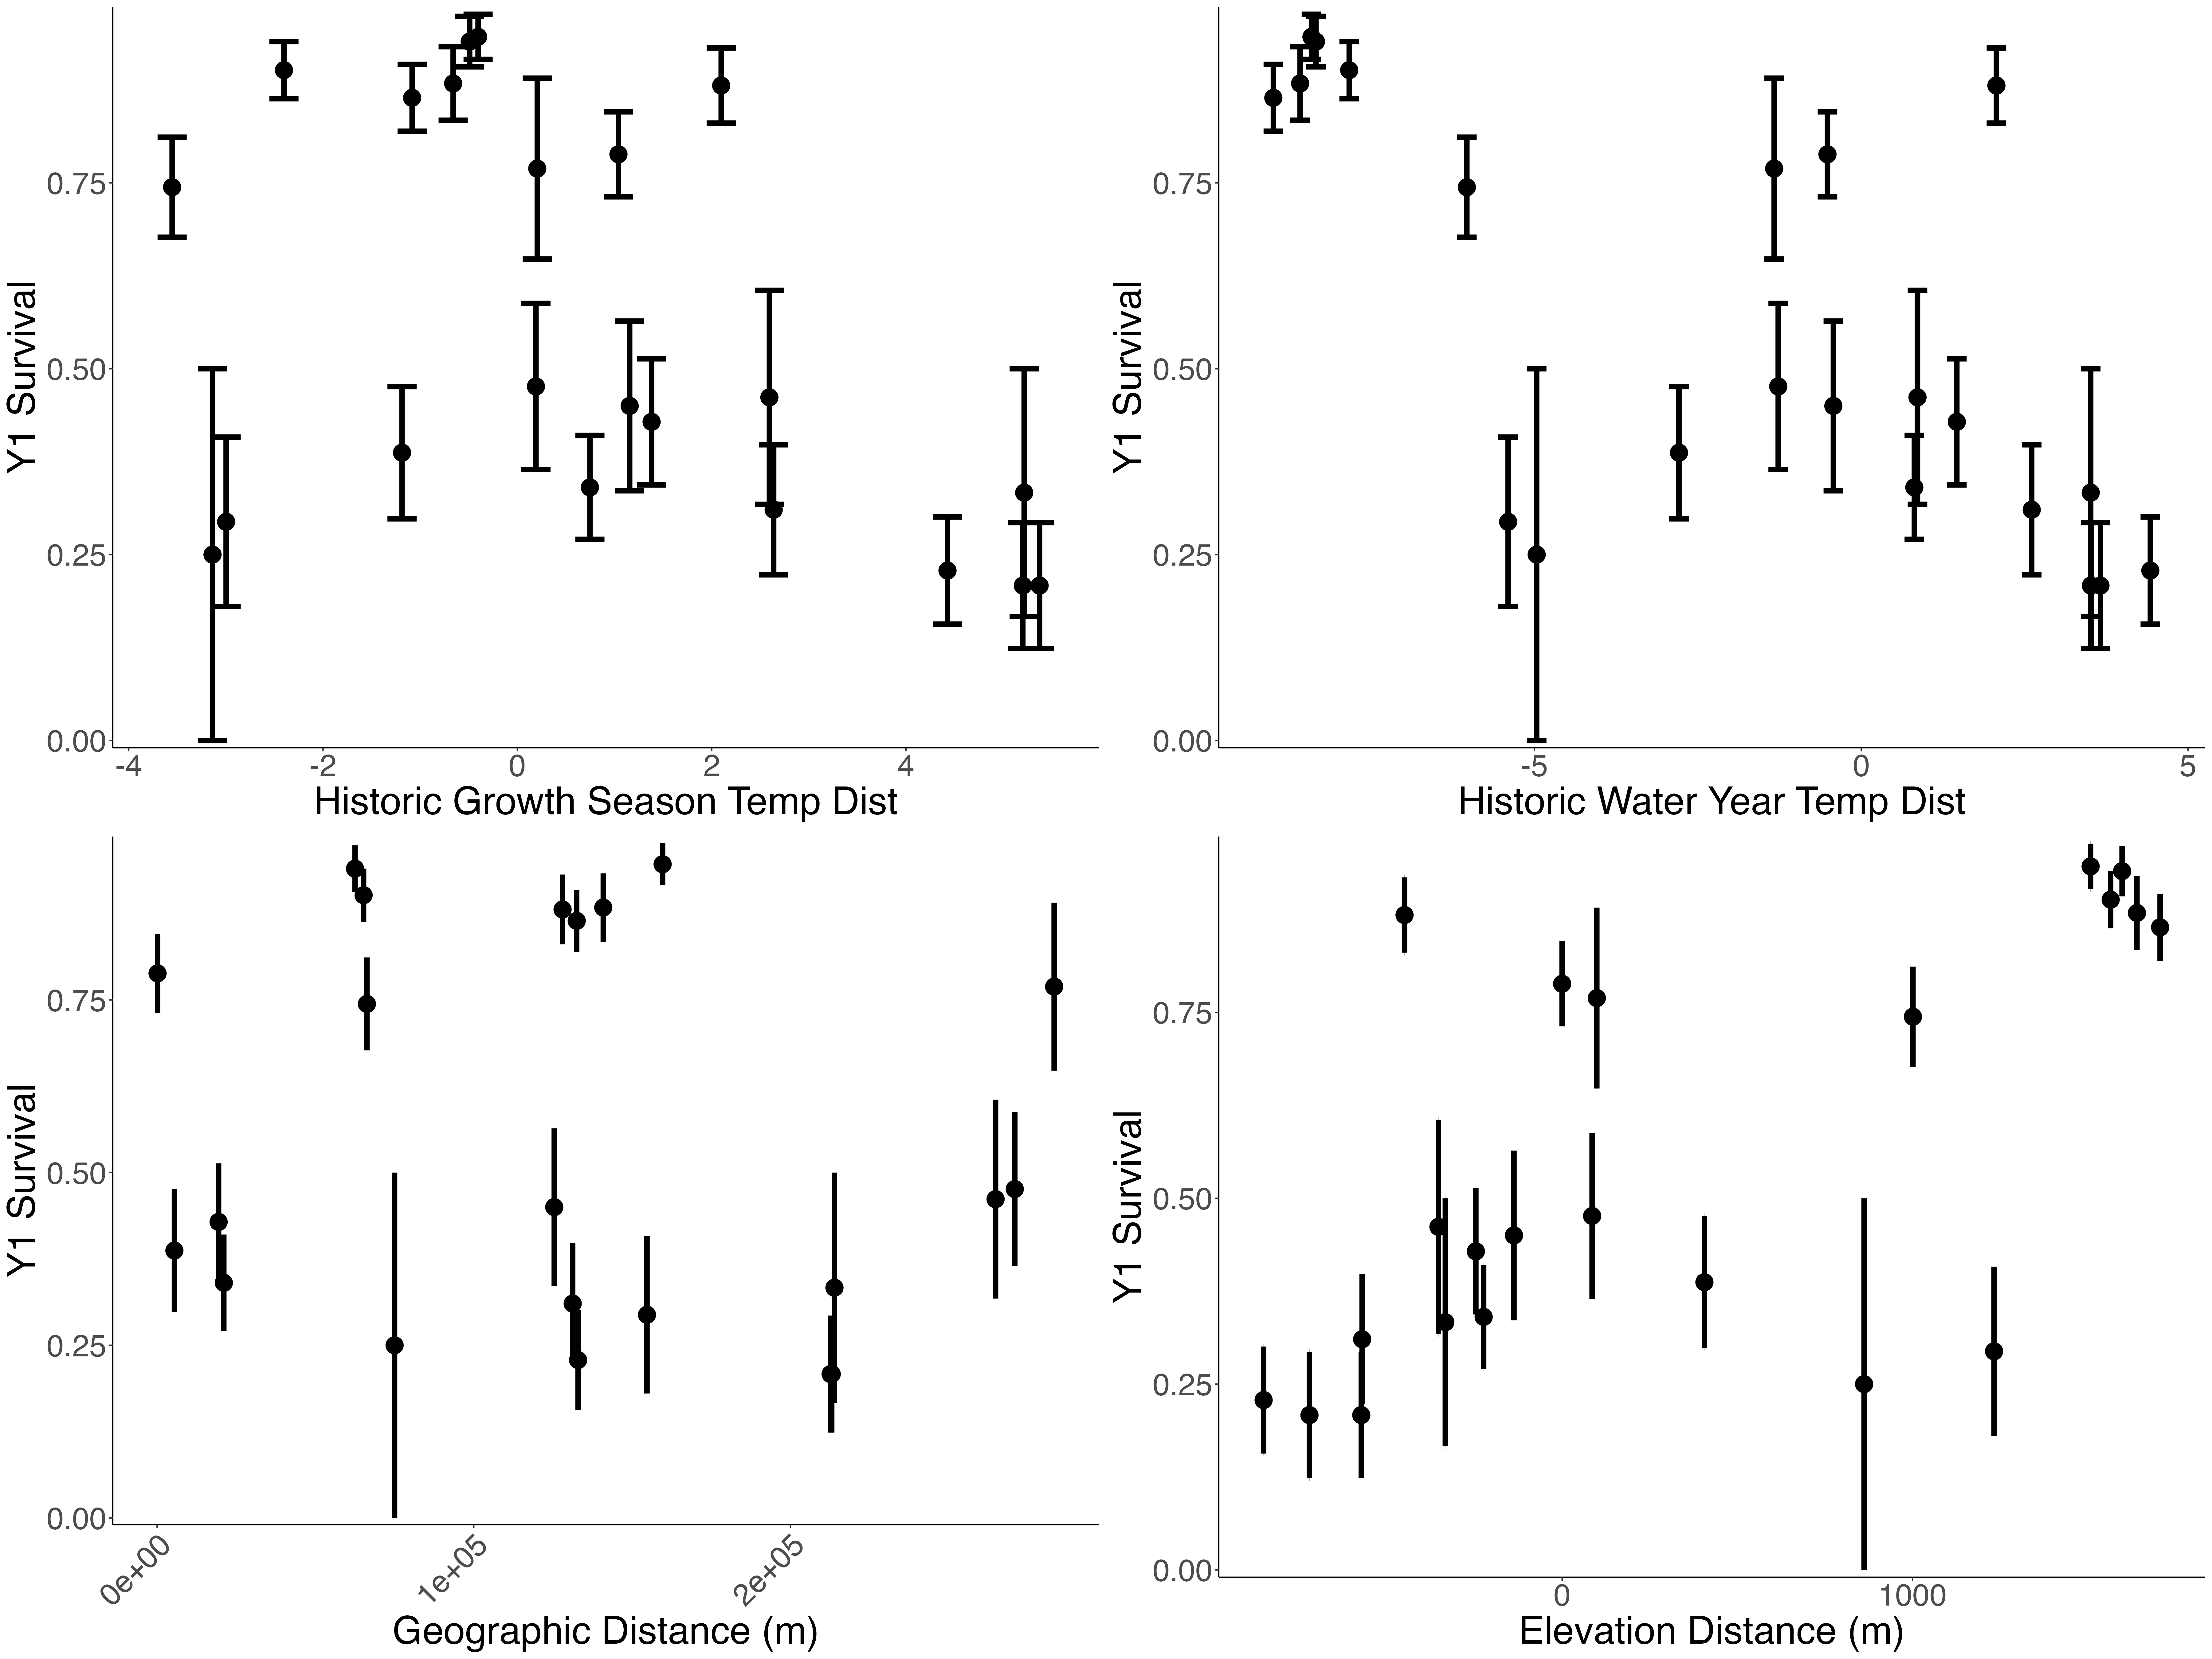 Y1 Survival
0.75
0.50
0.25
0.00
-4 -2 0 2 4
Historic Growth Season Temp Dist
Y1 Survival
0.75
0.50
0.25
0.00
-5 0 5
Historic Water Year Temp Dist
Y1 Survival
0.75
0.50
0.25
0.00
0e+00 1e+05 2e+05
Geographic Distance (m)
Y1 Survival
0.75
0.50
0.25
0.00
0 1000
Elevation Distance (m)